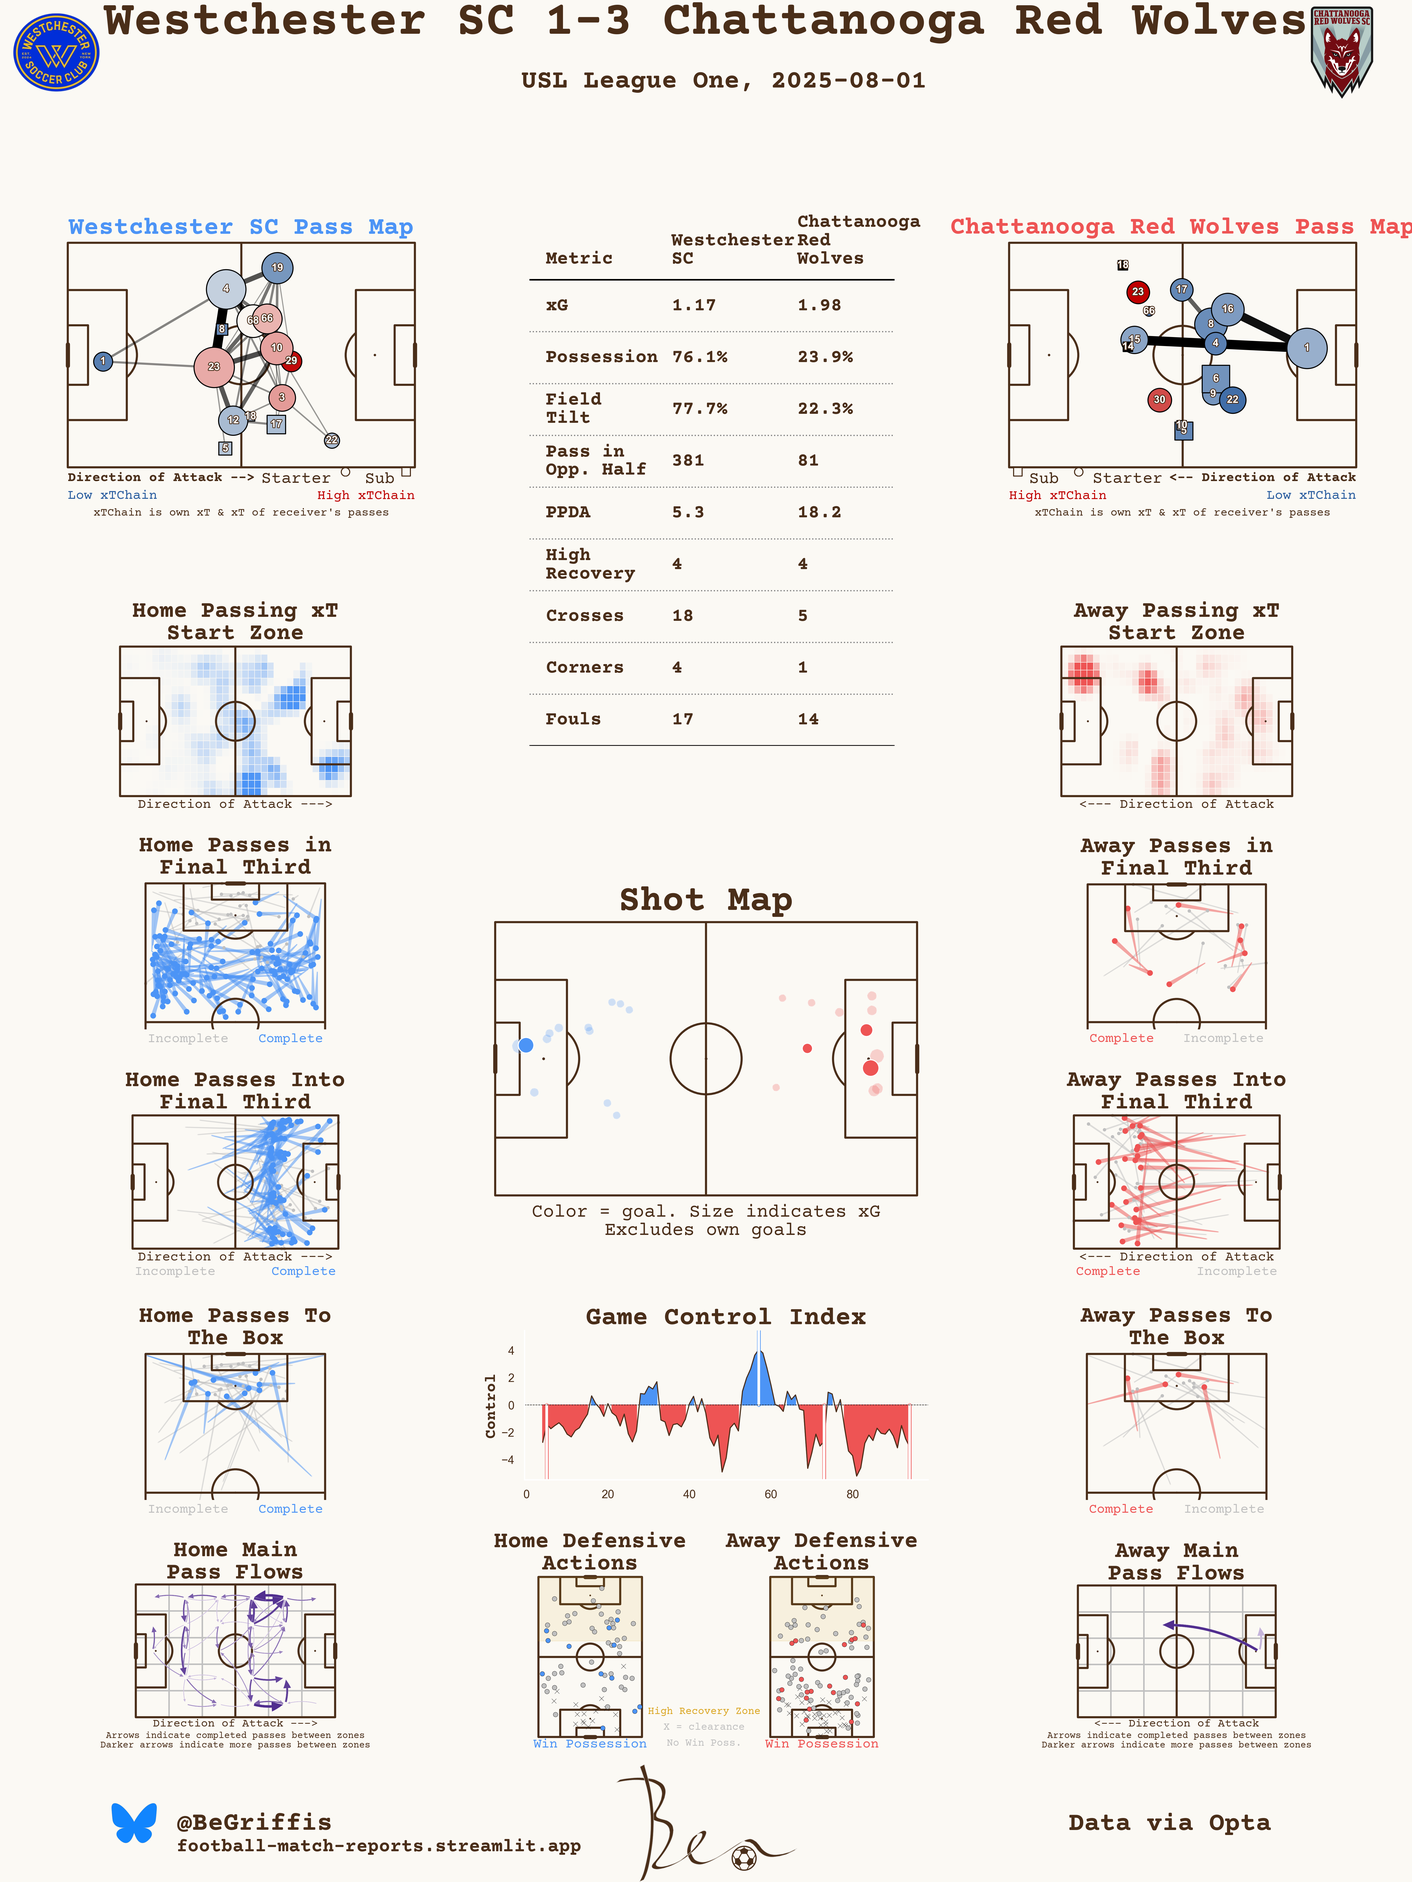 Westchester SC 1-3 Chattanooga Red Wolves
USL League One, 2025-08-01
WESTCHESTER
SOCCER CLUB
CHATTANOOGA
RED WOLVES SC
Westchester SC Pass Map
19
4
8
68
66
1
23
10
29
3
12
18
17
5
22
Direction of Attack --> Starter Sub
Low xTChain High xTChain
xTChain is own xT & xT of receiver's passes
Metric Westchester SC Chattanooga Red Wolves
xG 1.17 1.98
Possession 76.1% 23.9%
Field Tilt 77.7% 22.3%
Pass in Opp. Half 381 81
PPDA 5.3 18.2
High Recovery 4 4
Crosses 18 5
Corners 4 1
Fouls 17 14
Chattanooga Red Wolves Pass Map
18
23
17
66
16
8
15
14
4
1
6
9
22
30
10
5
Sub Starter <-- Direction of Attack
High xTChain Low xTChain
xTChain is own xT & xT of receiver's passes
Home Passing xT
Start Zone
Direction of Attack --->
Away Passing xT
Start Zone
<--- Direction of Attack
Home Passes in
Final Third
Incomplete Complete
Away Passes in
Final Third
Complete Incomplete
Shot Map
Color = goal. Size indicates xG
Excludes own goals
Home Passes Into
Final Third
Direction of Attack --->
Incomplete Complete
Away Passes Into
Final Third
<--- Direction of Attack
Complete Incomplete
Home Passes To
The Box
Incomplete Complete
Game Control Index
Control
4
2
0
−2
−4
0 20 40 60 80
Away Passes To
The Box
Complete Incomplete
Home Main
Pass Flows
Direction of Attack --->
Arrows indicate completed passes between zones
Darker arrows indicate more passes between zones
Home Defensive
Actions
Win Possession
High Recovery Zone
X = clearance
No Win Poss.
Away Defensive
Actions
Win Possession
Away Main
Pass Flows
<--- Direction of Attack
Arrows indicate completed passes between zones
Darker arrows indicate more passes between zones
@BeGriffis
football-match-reports.streamlit.app
Ben
Data via Opta